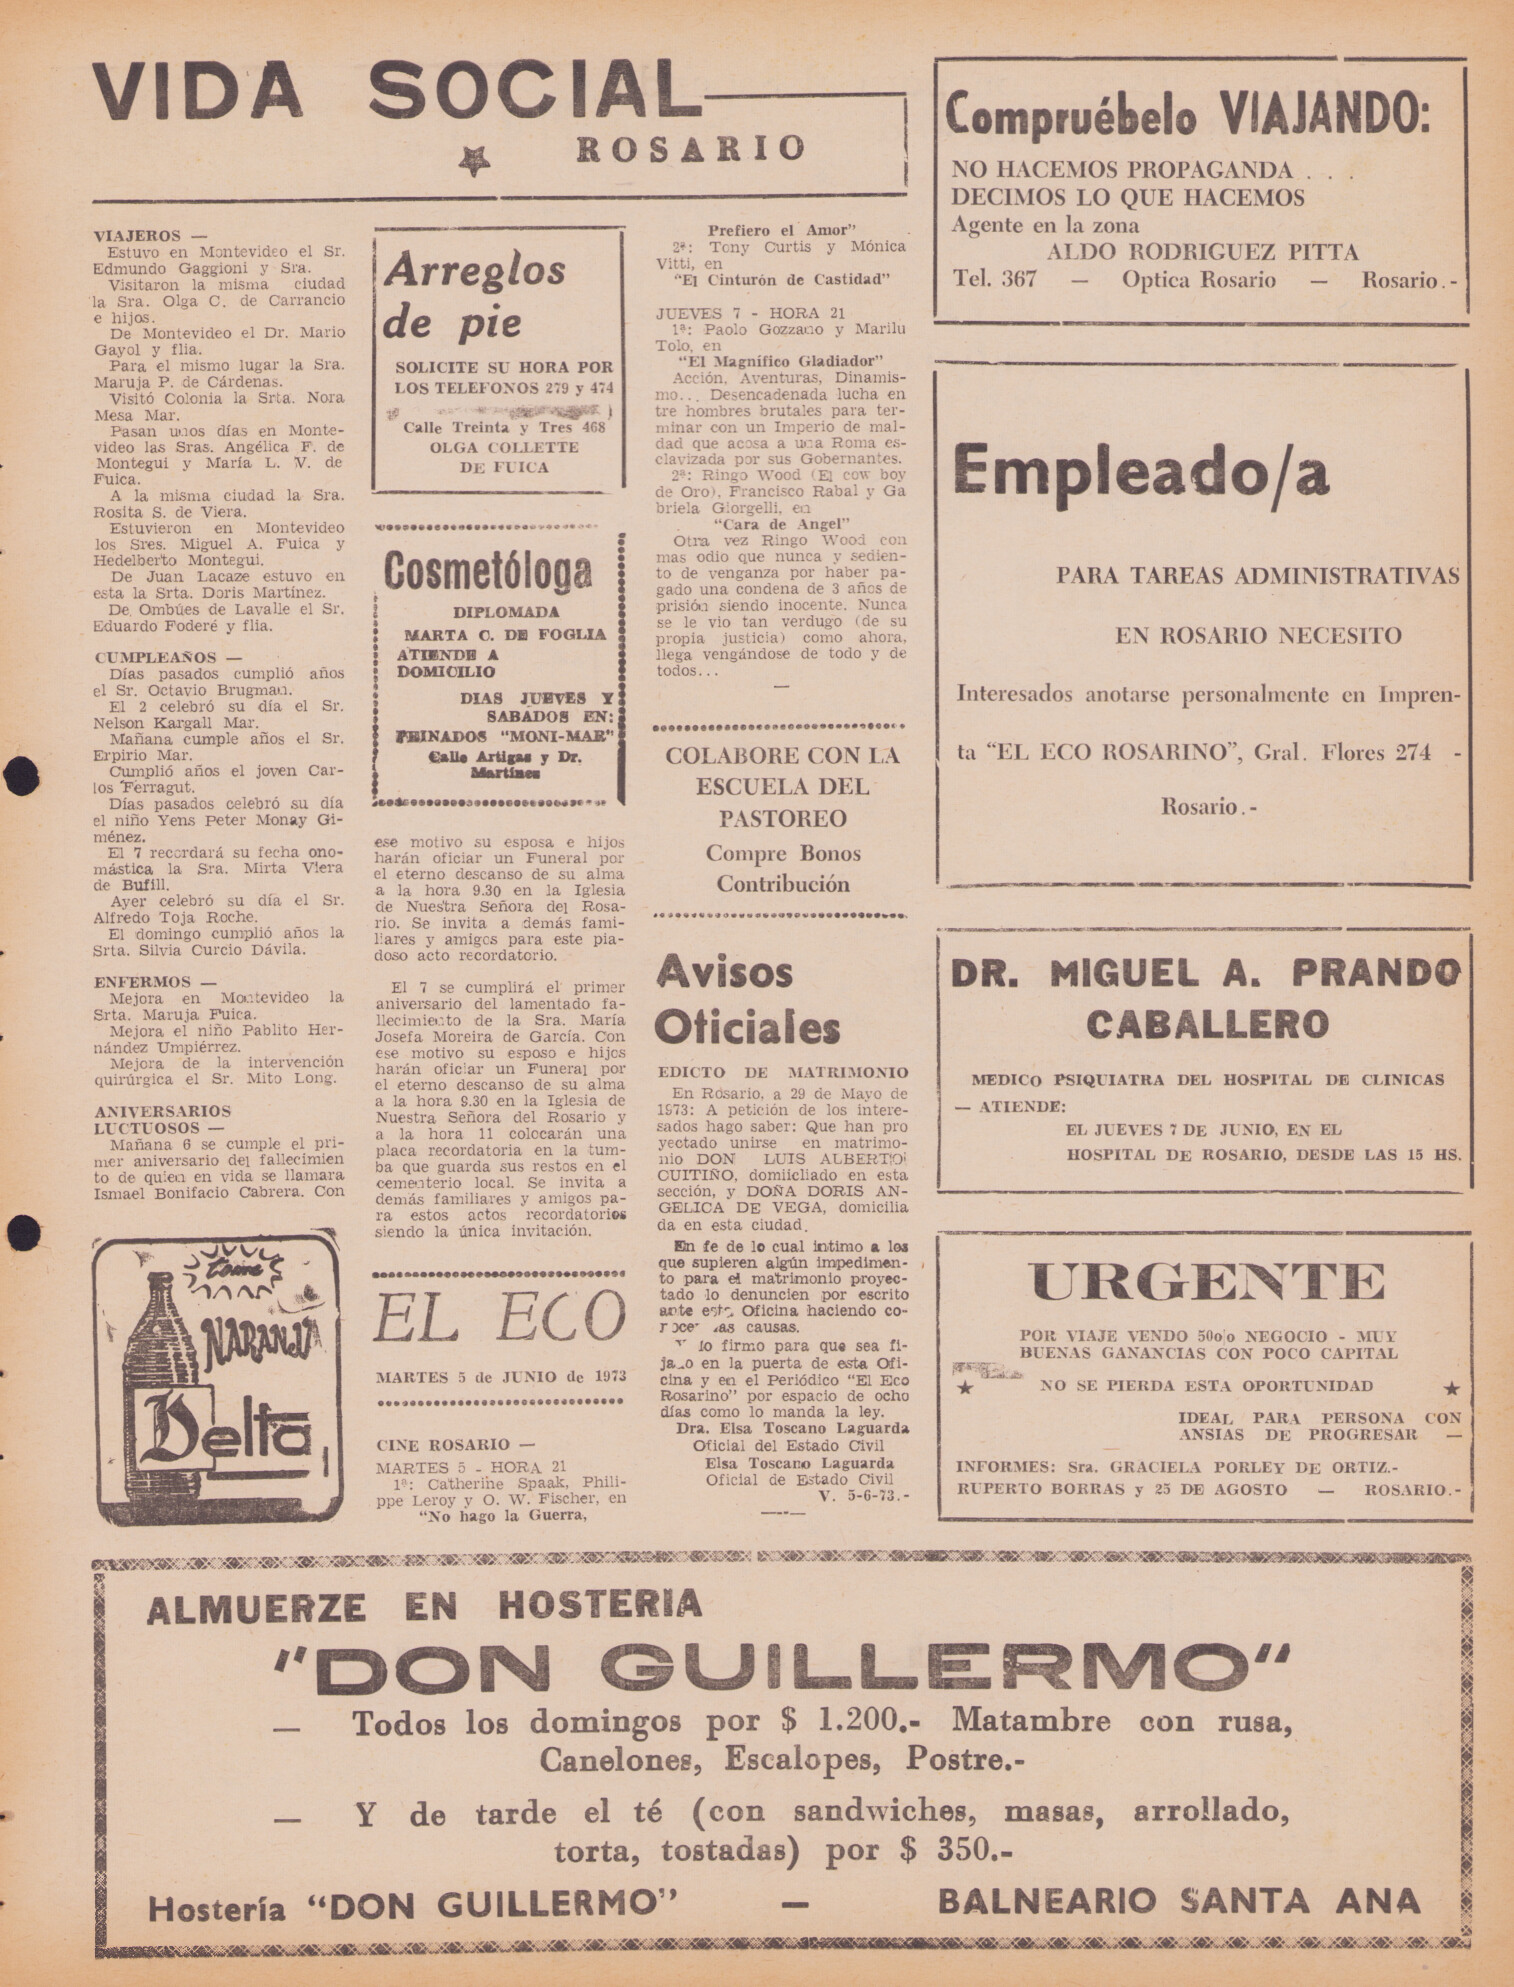 VIDA SOCIAL
ROSARIO
VIAJEROS —
Estuvo en Montevideo el Sr.
Edmundo Gaggioni y Sra.
Visitaron la misma ciudad
la Sra. Olga C. de Carrancio
e hijos.
De Montevideo el Dr. Mario
Gayol y flia.
Para el mismo lugar la Sra.
Maruja P. de Cárdenas.
Visitó Colonia la Srta. Nora
Mesa Mar.
Pasan unos días en Monte-
video las Sras. Angélica F. de
Montegui y María L. V. de
Fuica.
A la misma ciudad la Sra.
Rosita S. de Viera.
Estuvieron en Montevideo
los Sres. Miguel A. Fuica y
Hedelberto Montegui.
De Juan Lacaze estuvo en
esta la Srta. Doris Martínez.
De Ombúes de Lavalle el Sr.
Eduardo Foderé y flia.
CUMPLEAÑOS —
Días pasados cumplió años
el Sr. Octavio Brugman.
El 2 celebró su día el Sr.
Nelson Kargall Mar.
Mañana cumple años el Sr.
Erpirio Mar.
Cumplió años el joven Car-
los Ferragut.
Días pasados celebró su día
el niño Yens Peter Monay Gi-
ménez.
El 7 recordará su fecha ono-
mástica la Sra. Mirta Viera
de Bufill.
Ayer celebró su día el Sr.
Alfredo Toja Roche.
El domingo cumplió años la
Srta. Silvia Curcio Dávila.
ENFERMOS —
Mejora en Montevideo la
Srta. Maruja Fuica.
Mejora el niño Pablito Her-
nández Umpiérrez.
Mejora de la intervención
quirúrgica el Sr. Mito Long.
ANIVERSARIOS
LUCTUOSOS —
Mañana 6 se cumple el pri-
mer aniversario del fallecimien
to de quien en vida se llamara
Ismael Bonifacio Cabrera. Con
tome
NARANJA
Delta
Arreglos
de pie
SOLICITE SU HORA POR
LOS TELEFONOS 279 y 474
Calle Treinta y Tres 468
OLGA COLLETTE
DE FUICA
Cosmetóloga
DIPLOMADA
MARTA C. DE FOGLIA
ATIENDE A
DOMICILIO
DIAS JUEVES Y
SABADOS EN:
PEINADOS "MONI-MAR"
Calle Artigas y Dr.
Martínez
ese motivo su esposa e hijos
harán oficiar un Funeral por
el eterno descanso de su alma
a la hora 9.30 en la Iglesia
de Nuestra Señora del Rosa-
rio. Se invita a demás fami-
liares y amigos para este pia-
doso acto recordatorio.
El 7 se cumplirá el primer
aniversario del lamentado fa-
llecimiento de la Sra. María
Josefa Moreira de García. Con
ese motivo su esposo e hijos
harán oficiar un Funeral por
el eterno descanso de su alma
a la hora 9.30 en la Iglesia de
Nuestra Señora del Rosario y
a la hora 11 colocarán una
placa recordatoria en la tum-
ba que guarda sus restos en el
cementerio local. Se invita a
demás familiares y amigos pa-
ra estos actos recordatorios
siendo la única invitación.
EL ECO
MARTES 5 de JUNIO de 1973
CINE ROSARIO —
MARTES 5 - HORA 21
1ª: Catherine Spaak, Phili-
ppe Leroy y O. W. Fischer, en
"No hago la Guerra,
Prefiero el Amor"
2ª: Tony Curtis y Mónica
Vitti, en
"El Cinturón de Castidad"
JUEVES 7 - HORA 21
1ª: Paolo Gozzano y Marilu
Tolo, en
"El Magnífico Gladiador"
Acción, Aventuras, Dinamis-
mo... Desencadenada lucha en
tre hombres brutales para ter-
minar con un Imperio de mal-
dad que acosa a una Roma es-
clavizada por sus Gobernantes.
2ª: Ringo Wood (El cow boy
de Oro), Francisco Rabal y Ga
briela Giorgelli, en
"Cara de Angel"
Otra vez Ringo Wood con
mas odio que nunca y sedien-
to de venganza por haber pa-
gado una condena de 3 años de
prisión siendo inocente. Nunca
se le vio tan verdugo (de su
propia justicia) como ahora,
llega vengándose de todo y de
todos...
COLABORE CON LA
ESCUELA DEL
PASTOREO
Compre Bonos
Contribución
Avisos
Oficiales
EDICTO DE MATRIMONIO
En Rosario, a 29 de Mayo de
1973: A petición de los intere-
sados hago saber: Que han pro
yectado unirse en matrimo-
nio DON LUIS ALBERTO
CUITIÑO, domiicliado en esta
sección, y DOÑA DORIS AN-
GELICA DE VEGA, domicilia
da en esta ciudad.
En fe de lo cual intimo a los
que supieren algún impedimen-
to para el matrimonio proyec-
tado lo denuncien por escrito
ante esta Oficina haciendo co-
nocer las causas.
Y lo firmo para que sea fi-
jado en la puerta de esta Ofi-
cina y en el Periódico "El Eco
Rosarino" por espacio de ocho
días como lo manda la ley.
Dra. Elsa Toscano Laguarda
Oficial del Estado Civil
Elsa Toscano Laguarda
Oficial de Estado Civil
V. 5-6-73.-
Compruébelo VIAJANDO:
NO HACEMOS PROPAGANDA . . .
DECIMOS LO QUE HACEMOS
Agente en la zona
ALDO RODRIGUEZ PITTA
Tel. 367 — Optica Rosario — Rosario.-
Empleado/a
PARA TAREAS ADMINISTRATIVAS
EN ROSARIO NECESITO
Interesados anotarse personalmente en Impren-
ta "EL ECO ROSARINO", Gral. Flores 274 -
Rosario.-
DR. MIGUEL A. PRANDO
CABALLERO
MEDICO PSIQUIATRA DEL HOSPITAL DE CLINICAS
— ATIENDE:
EL JUEVES 7 DE JUNIO, EN EL
HOSPITAL DE ROSARIO, DESDE LAS 15 HS.
URGENTE
POR VIAJE VENDO 50o/o NEGOCIO - MUY
BUENAS GANANCIAS CON POCO CAPITAL
★ NO SE PIERDA ESTA OPORTUNIDAD ★
IDEAL PARA PERSONA CON
ANSIAS DE PROGRESAR —
INFORMES: Sra. GRACIELA PORLEY DE ORTIZ.-
RUPERTO BORRAS y 25 DE AGOSTO — ROSARIO.-
ALMUERZE EN HOSTERIA
"DON GUILLERMO"
— Todos los domingos por $ 1.200.- Matambre con rusa,
Canelones, Escalopes, Postre.-
— Y de tarde el té (con sandwiches, masas, arrollado,
torta, tostadas) por $ 350.-
Hostería "DON GUILLERMO" — BALNEARIO SANTA ANA